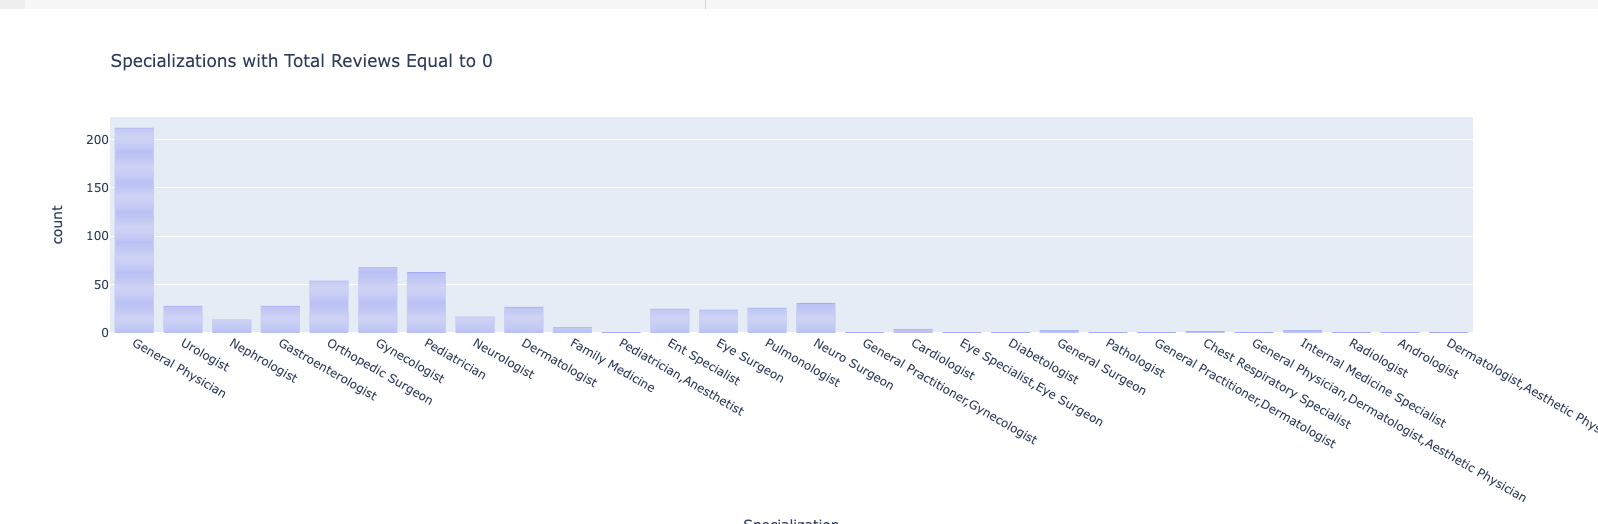 Specializations with Total Reviews Equal to 0
count
200
150
100
50
0
General Physician
Urologist
Nephrologist
Gastroenterologist
Orthopedic Surgeon
Gynecologist
Pediatrician
Neurologist
Dermatologist
Family Medicine
Pediatrician,Anesthetist
Ent Specialist
Eye Surgeon
Pulmonologist
Neuro Surgeon
General Practitioner,Gynecologist
Cardiologist
Eye Specialist,Eye Surgeon
Diabetologist
General Surgeon
Pathologist
General Practitioner,Dermatologist
Chest Respiratory Specialist
General Physician,Dermatologist,Aesthetic Physician
Internal Medicine Specialist
Radiologist
Andrologist
Dermatologist,Aesthetic Phys
Specialization